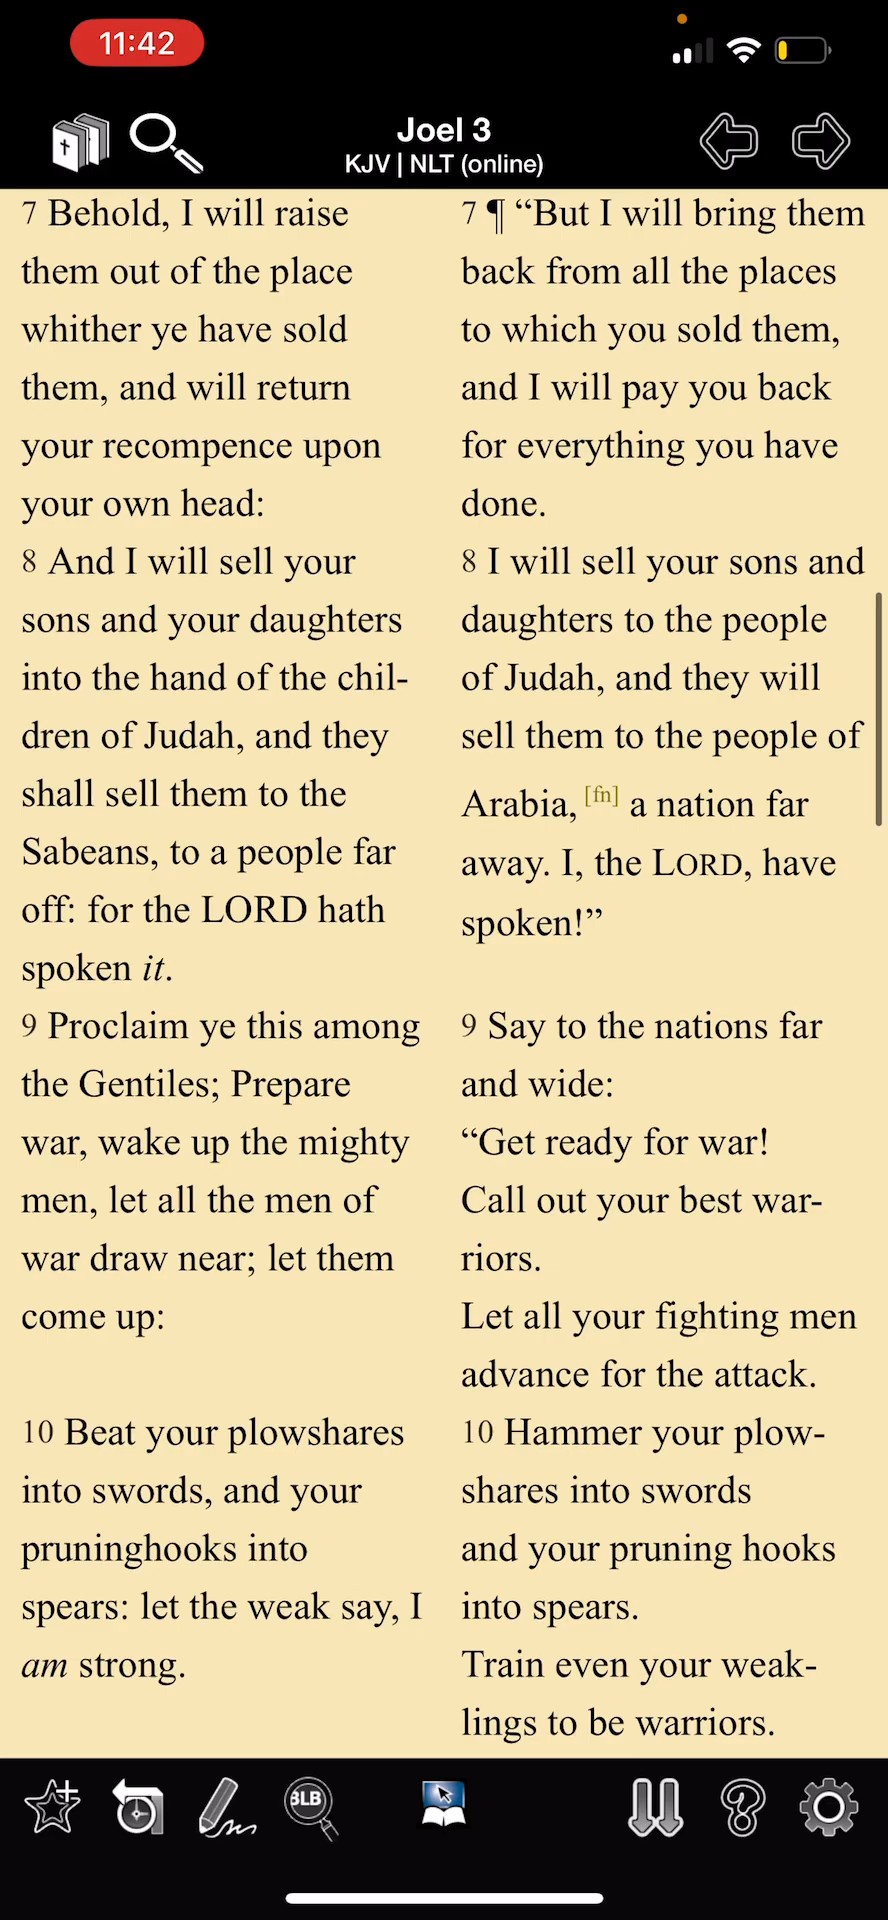 11:42
Joel 3
KJV | NLT (online)
7 Behold, I will raise
them out of the place
whither ye have sold
them, and will return
your recompence upon
your own head:
8 And I will sell your
sons and your daughters
into the hand of the chil-
dren of Judah, and they
shall sell them to the
Sabeans, to a people far
off: for the LORD hath
spoken it.
9 Proclaim ye this among
the Gentiles; Prepare
war, wake up the mighty
men, let all the men of
war draw near; let them
come up:
10 Beat your plowshares
into swords, and your
pruninghooks into
spears: let the weak say, I
am strong.
7 ¶ “But I will bring them
back from all the places
to which you sold them,
and I will pay you back
for everything you have
done.
8 I will sell your sons and
daughters to the people
of Judah, and they will
sell them to the people of
Arabia, [fn] a nation far
away. I, the LORD, have
spoken!”
9 Say to the nations far
and wide:
“Get ready for war!
Call out your best war-
riors.
Let all your fighting men
advance for the attack.
10 Hammer your plow-
shares into swords
and your pruning hooks
into spears.
Train even your weak-
lings to be warriors.
BLB